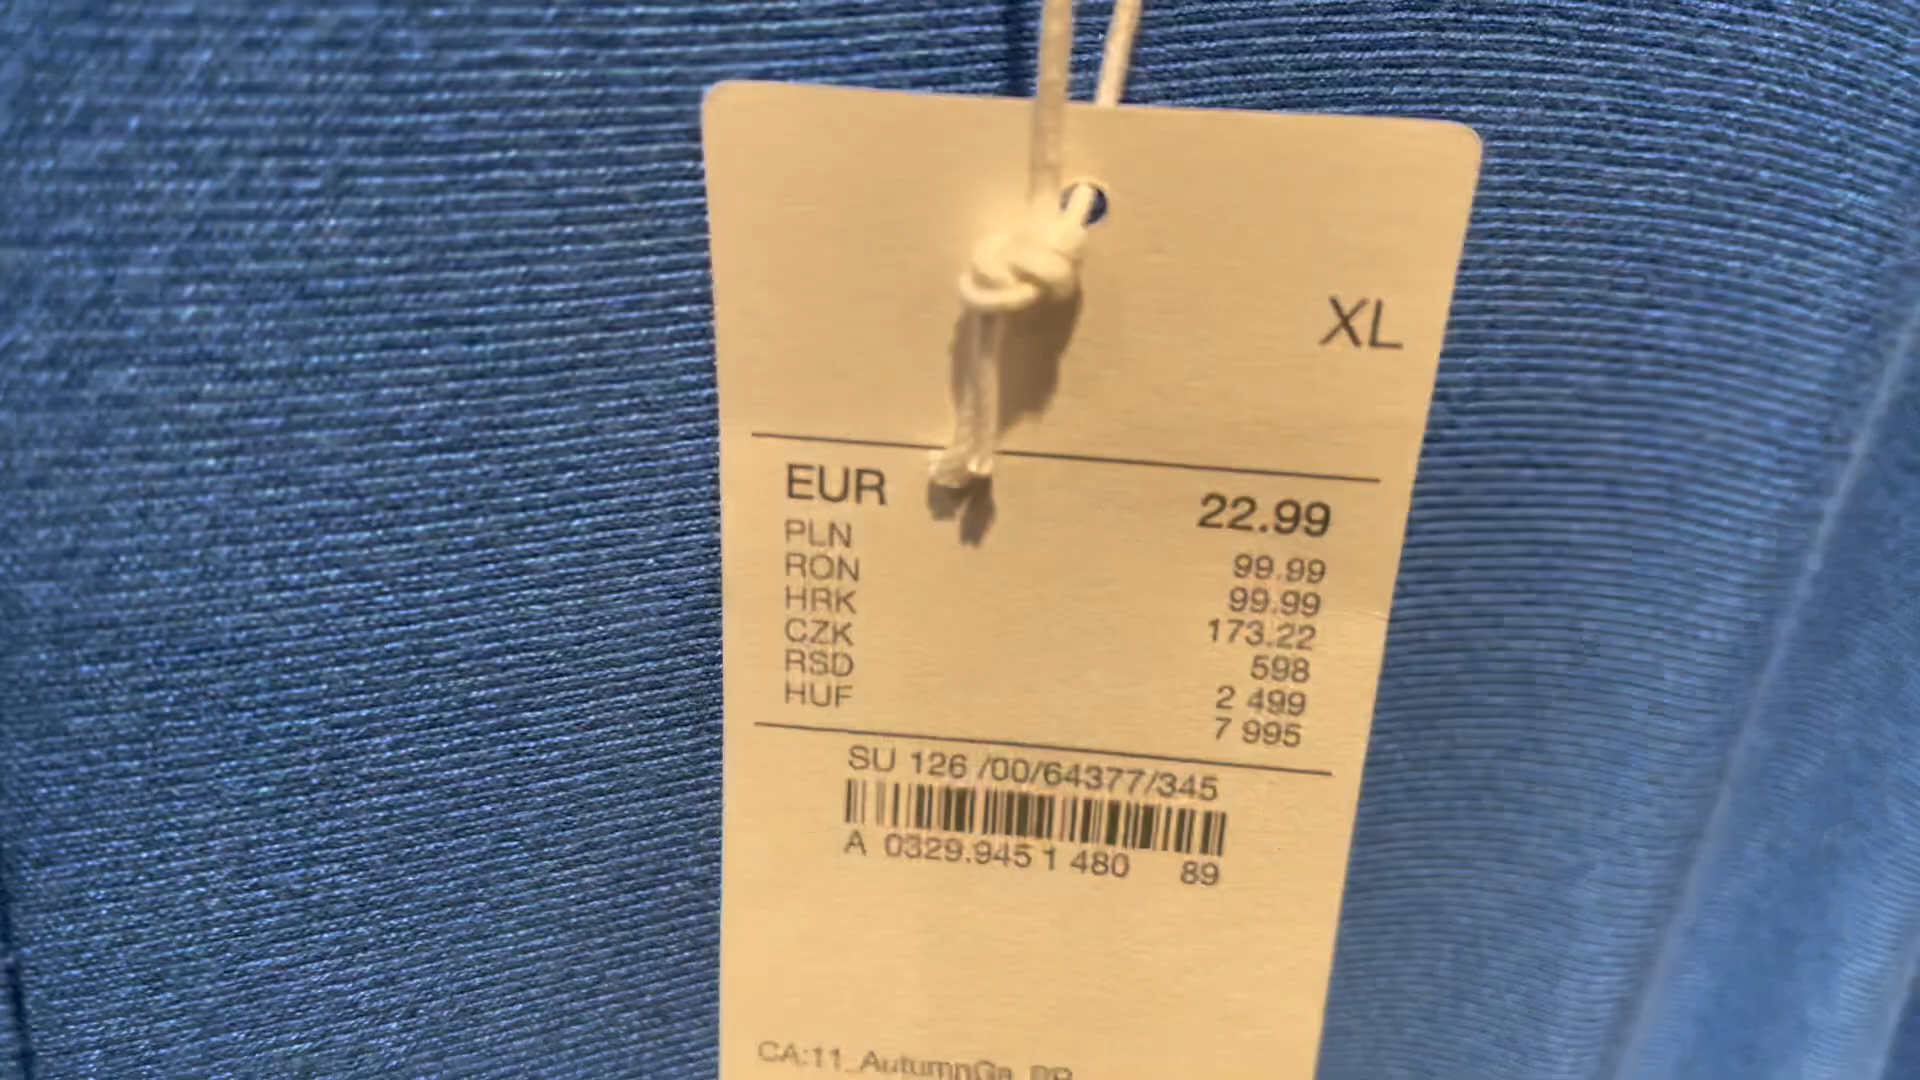 XL
EUR 22.99
PLN 99.99
RON 99.99
HRK 173.22
CZK 598
RSD 2 499
HUF 7 995
SU 126 /00/64377/345
A 0329.945 1 480 89